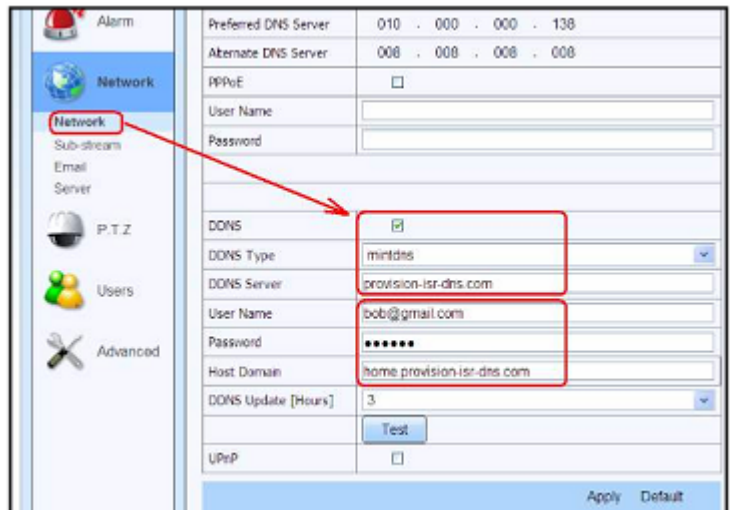 Alarm
Network
Network
Sub-stream
Email
Server
P.T.Z
Users
Advanced
Preferred DNS Server 010 . 000 . 000 . 138
Alternate DNS Server 008 . 008 . 008 . 008
PPPoE
User Name
Password
DDNS
DDNS Type mintdns
DDNS Server provision-isr-dns.com
User Name bob@gmail.com
Password ••••••
Host Domain home.provision-isr-dns.com
DDNS Update [Hours] 3
Test
UPnP
Apply Default